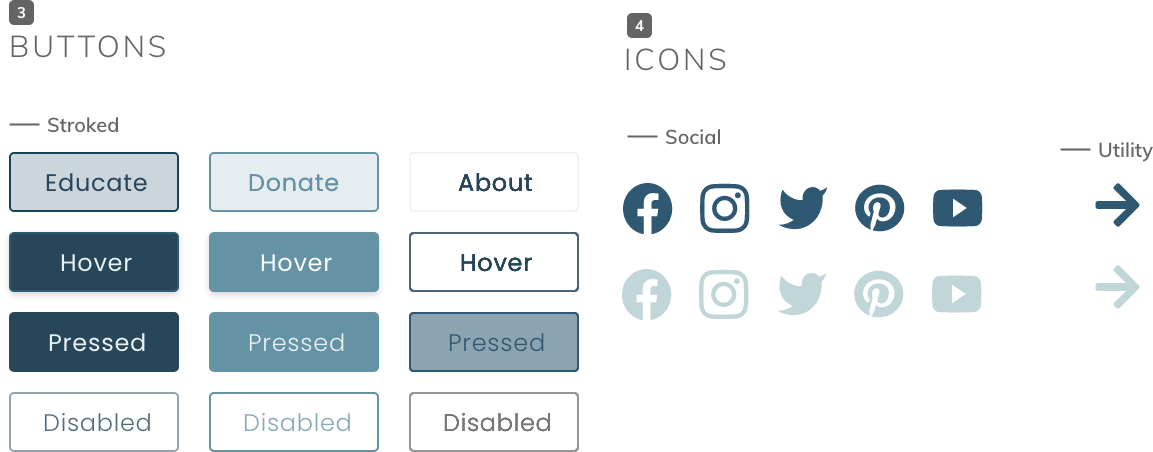 3
BUTTONS
Stroked
Educate Donate About
Hover Hover Hover
Pressed Pressed Pressed
Disabled Disabled Disabled
4
ICONS
Social
Utility